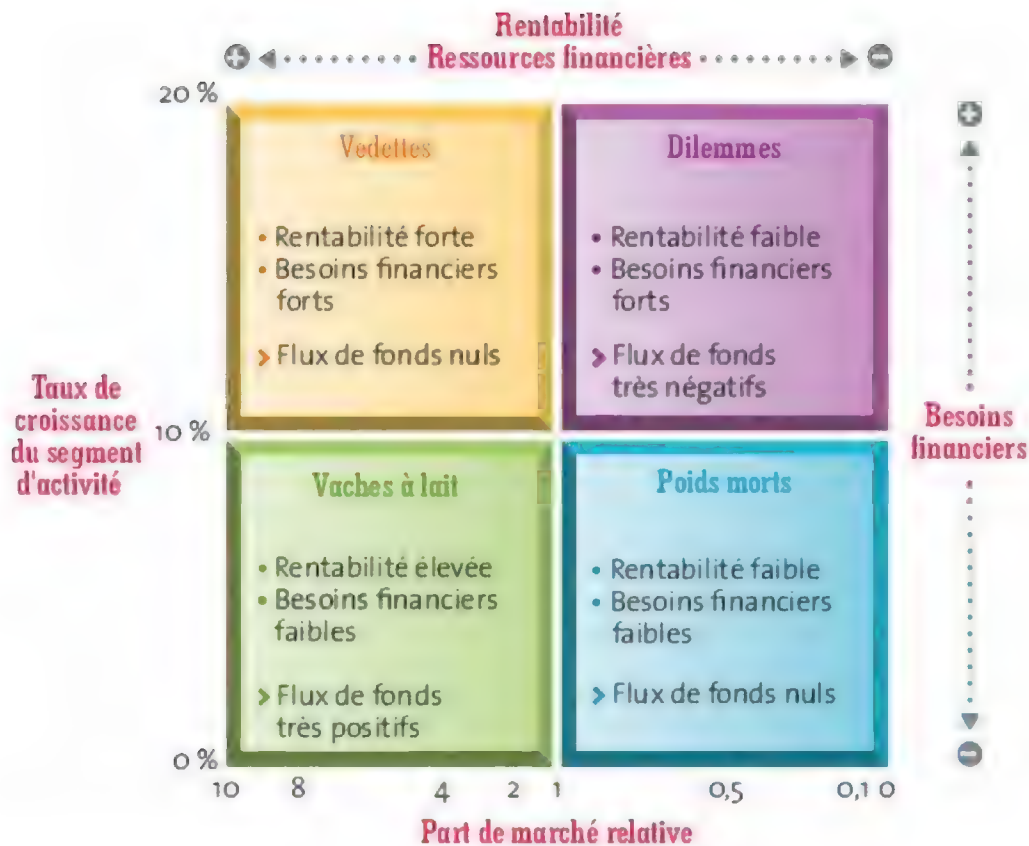 Rentabilité
Ressources financières
20 %
Vedettes
• Rentabilité forte
• Besoins financiers
forts
> Flux de fonds nuls
Dilemmes
• Rentabilité faible
• Besoins financiers
forts
> Flux de fonds
très négatifs
Taux de
croissance
du segment
d'activité
10 %
Besoins
financiers
Vaches à lait
• Rentabilité élevée
• Besoins financiers
faibles
> Flux de fonds
très positifs
Poids morts
• Rentabilité faible
• Besoins financiers
faibles
> Flux de fonds nuls
0 %
10 8 4 2 1 0,5 0,1 0
Part de marché relative